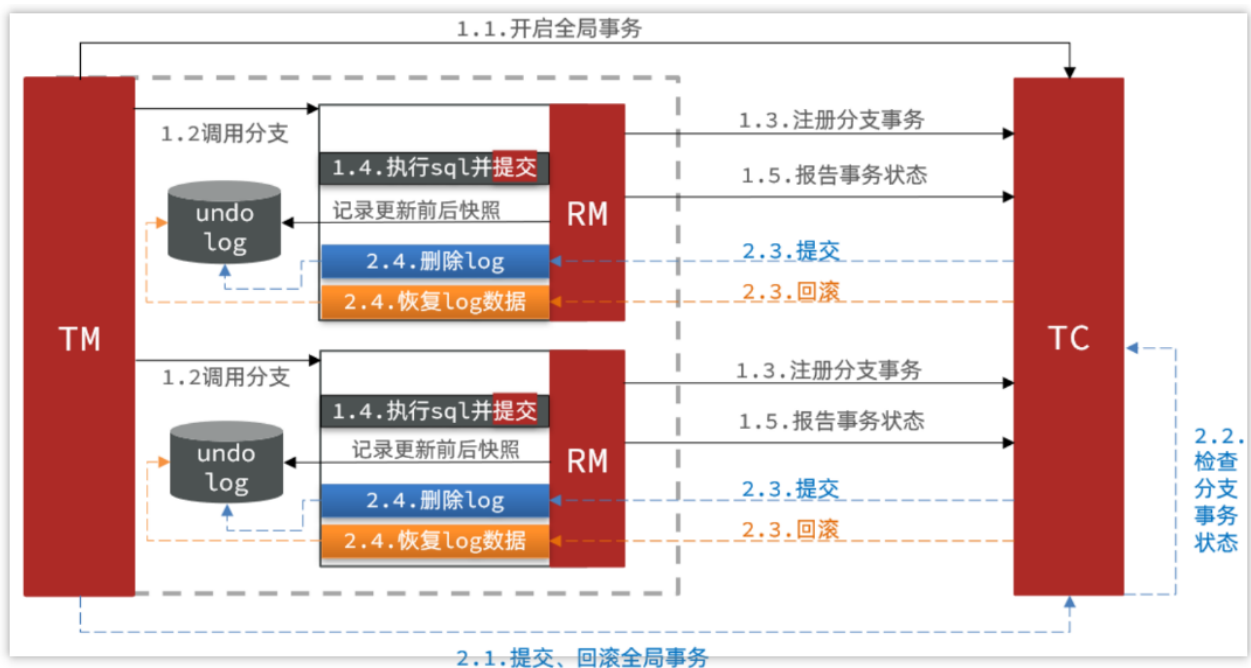 1.1.开启全局事务
TM
1.2调用分支
1.4.执行sql并提交
undo
log
记录更新前后快照
2.4.删除log
2.4.恢复log数据
RM
1.3.注册分支事务
1.5.报告事务状态
2.3.提交
2.3.回滚
TC
1.2调用分支
1.4.执行sql并提交
undo
log
记录更新前后快照
2.4.删除log
2.4.恢复log数据
RM
1.3.注册分支事务
1.5.报告事务状态
2.3.提交
2.3.回滚
2.2.
检查
分支
事务
状态
2.1.提交、回滚全局事务